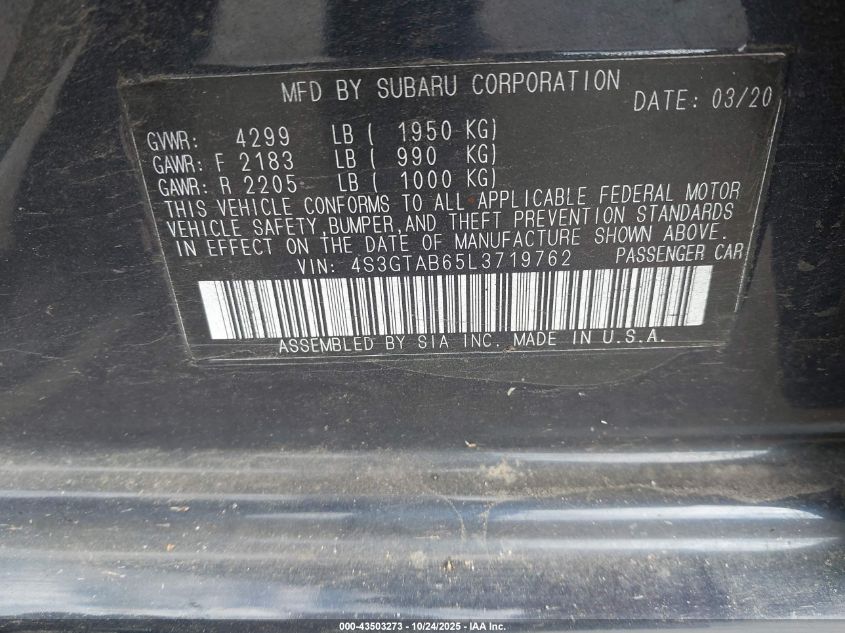 MFD BY SUBARU CORPORATION
DATE: 03/20
GVWR: 4299 LB ( 1950 KG)
GAWR: F 2183 LB ( 990 KG)
GAWR: R 2205 LB ( 1000 KG)
THIS VEHICLE CONFORMS TO ALL APPLICABLE FEDERAL MOTOR
VEHICLE SAFETY, BUMPER, AND THEFT PREVENTION STANDARDS
IN EFFECT ON THE DATE OF MANUFACTURE SHOWN ABOVE.
VIN: 4S3GTAB65L3719762 PASSENGER CAR
ASSEMBLED BY SIA INC. MADE IN U.S.A.
000-43503273 - 10/24/2025 - IAA Inc.